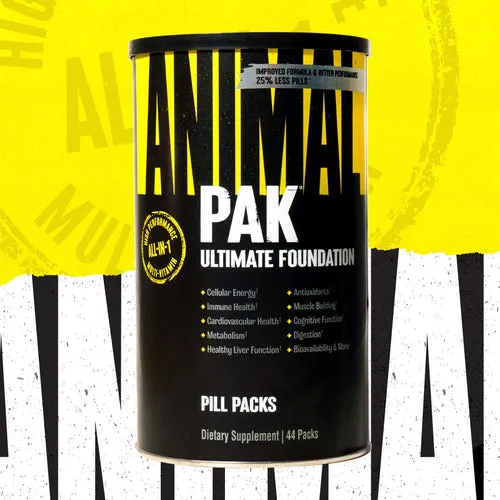 ANIMAL
IMPROVED FORMULA & BETTER PERFORMANCE
25% LESS PILLS
PAK
ULTIMATE FOUNDATION
HIGH PERFORMANCE
ALL-IN-1
MULTI-VITAMIN
Cellular Energy†
Immune Health†
Cardiovascular Health†
Metabolism†
Healthy Liver Function†
Antioxidants†
Muscle Building†
Cognitive Function†
Digestion†
Bioavailability & More†
PILL PACKS
Dietary Supplement | 44 Packs